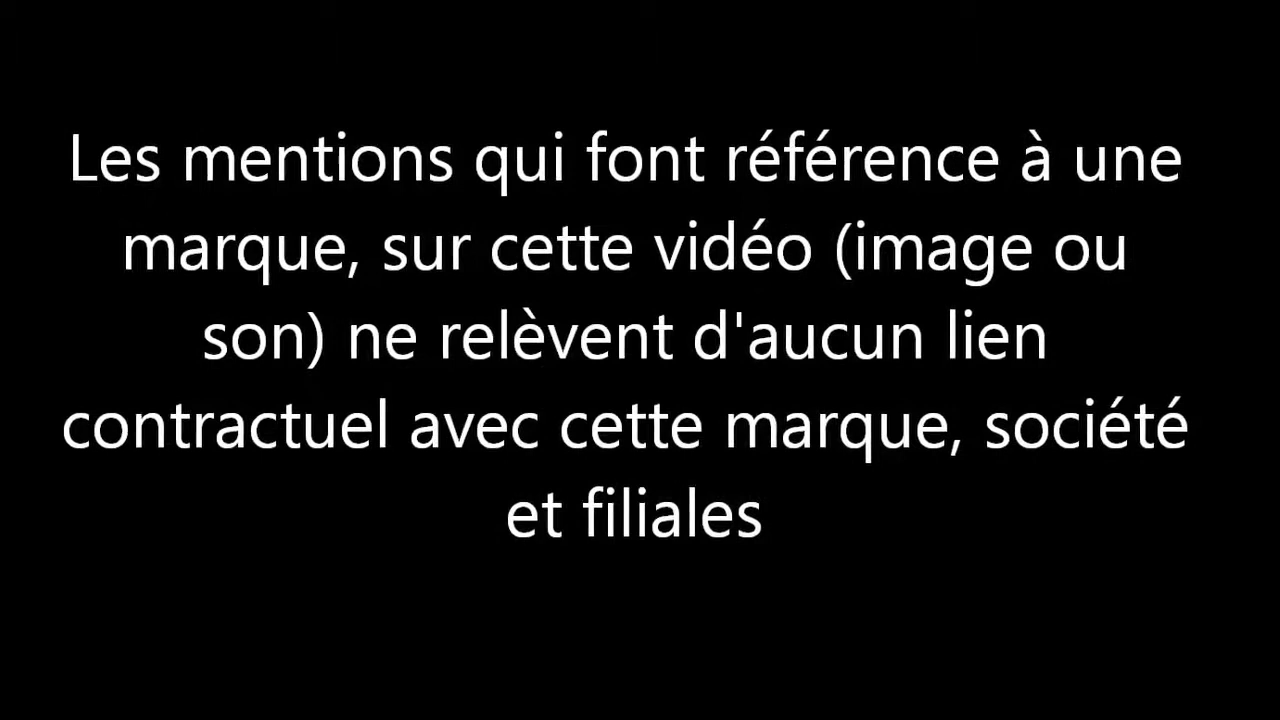 Les mentions qui font référence à une
marque, sur cette vidéo (image ou
son) ne relèvent d'aucun lien
contractuel avec cette marque, société
et filiales